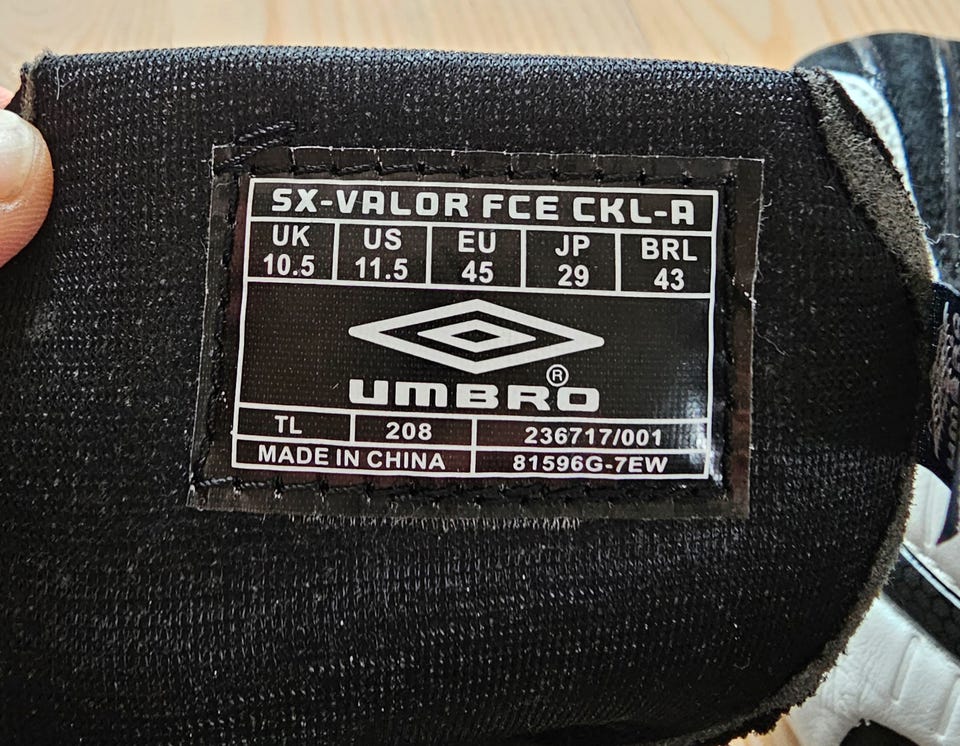 SX-VALOR FCE CKL-A
UK US EU JP BRL
10.5 11.5 45 29 43
UMBRO®
TL 208 236717/001
MADE IN CHINA 81596G-7EW